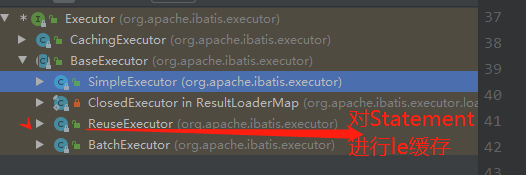 Executor (org.apache.ibatis.executor)
CachingExecutor (org.apache.ibatis.executor)
BaseExecutor (org.apache.ibatis.executor)
SimpleExecutor (org.apache.ibatis.executor)
ClosedExecutor in ResultLoaderMap (org.apache.ibatis.executor.loa
ReuseExecutor (org.apache.ibatis.executor)
BatchExecutor (org.apache.ibatis.executor)
对Statement
进行le缓存
37
38
39
40
41
42
43